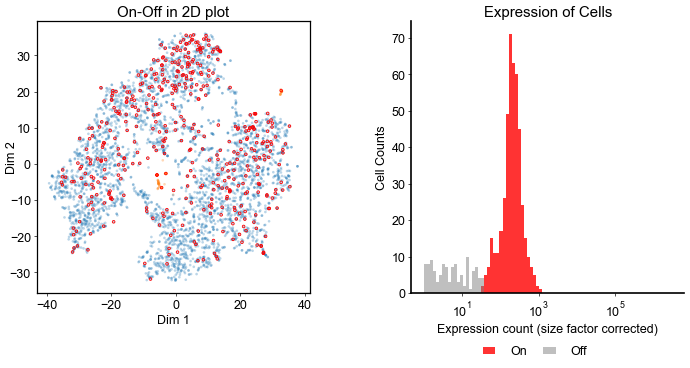 On-Off in 2D plot
30
20
10
0
−10
−20
−30
Dim 2
−40
−20
0
20
40
Dim 1
Expression of Cells
70
60
50
40
30
20
10
0
Cell Counts
10^1
10^3
10^5
Expression count (size factor corrected)
On
Off